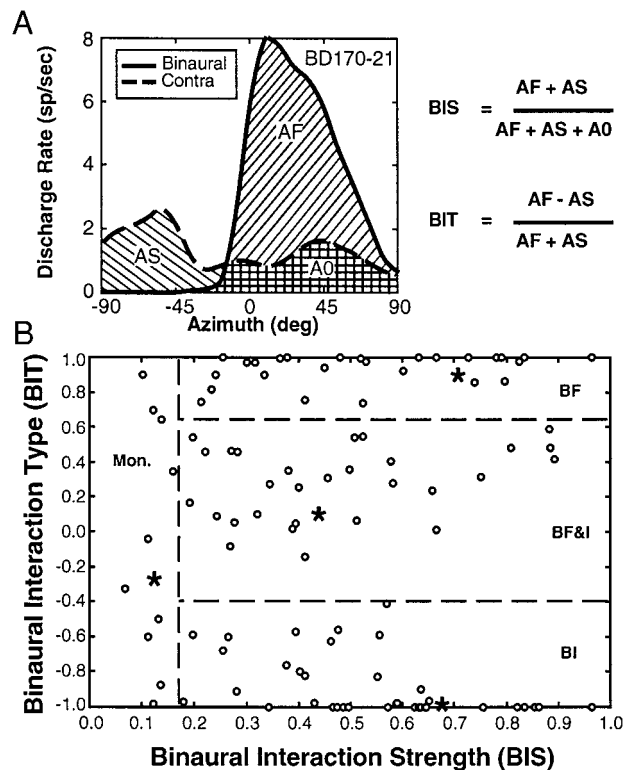 A
Discharge Rate (sp/sec)
8
6
4
2
0
Binaural
Contra
BD170-21
AF
AS
A0
-90
-45
0
45
90
Azimuth (deg)
BIS = AF + AS
AF + AS + A0
BIT = AF - AS
AF + AS
B
Binaural Interaction Type (BIT)
1.0
0.8
0.6
0.4
0.2
0.0
-0.2
-0.4
-0.6
-0.8
-1.0
Mon.
BF
BF&I
BI
0.0 0.1 0.2 0.3 0.4 0.5 0.6 0.7 0.8 0.9 1.0
Binaural Interaction Strength (BIS)